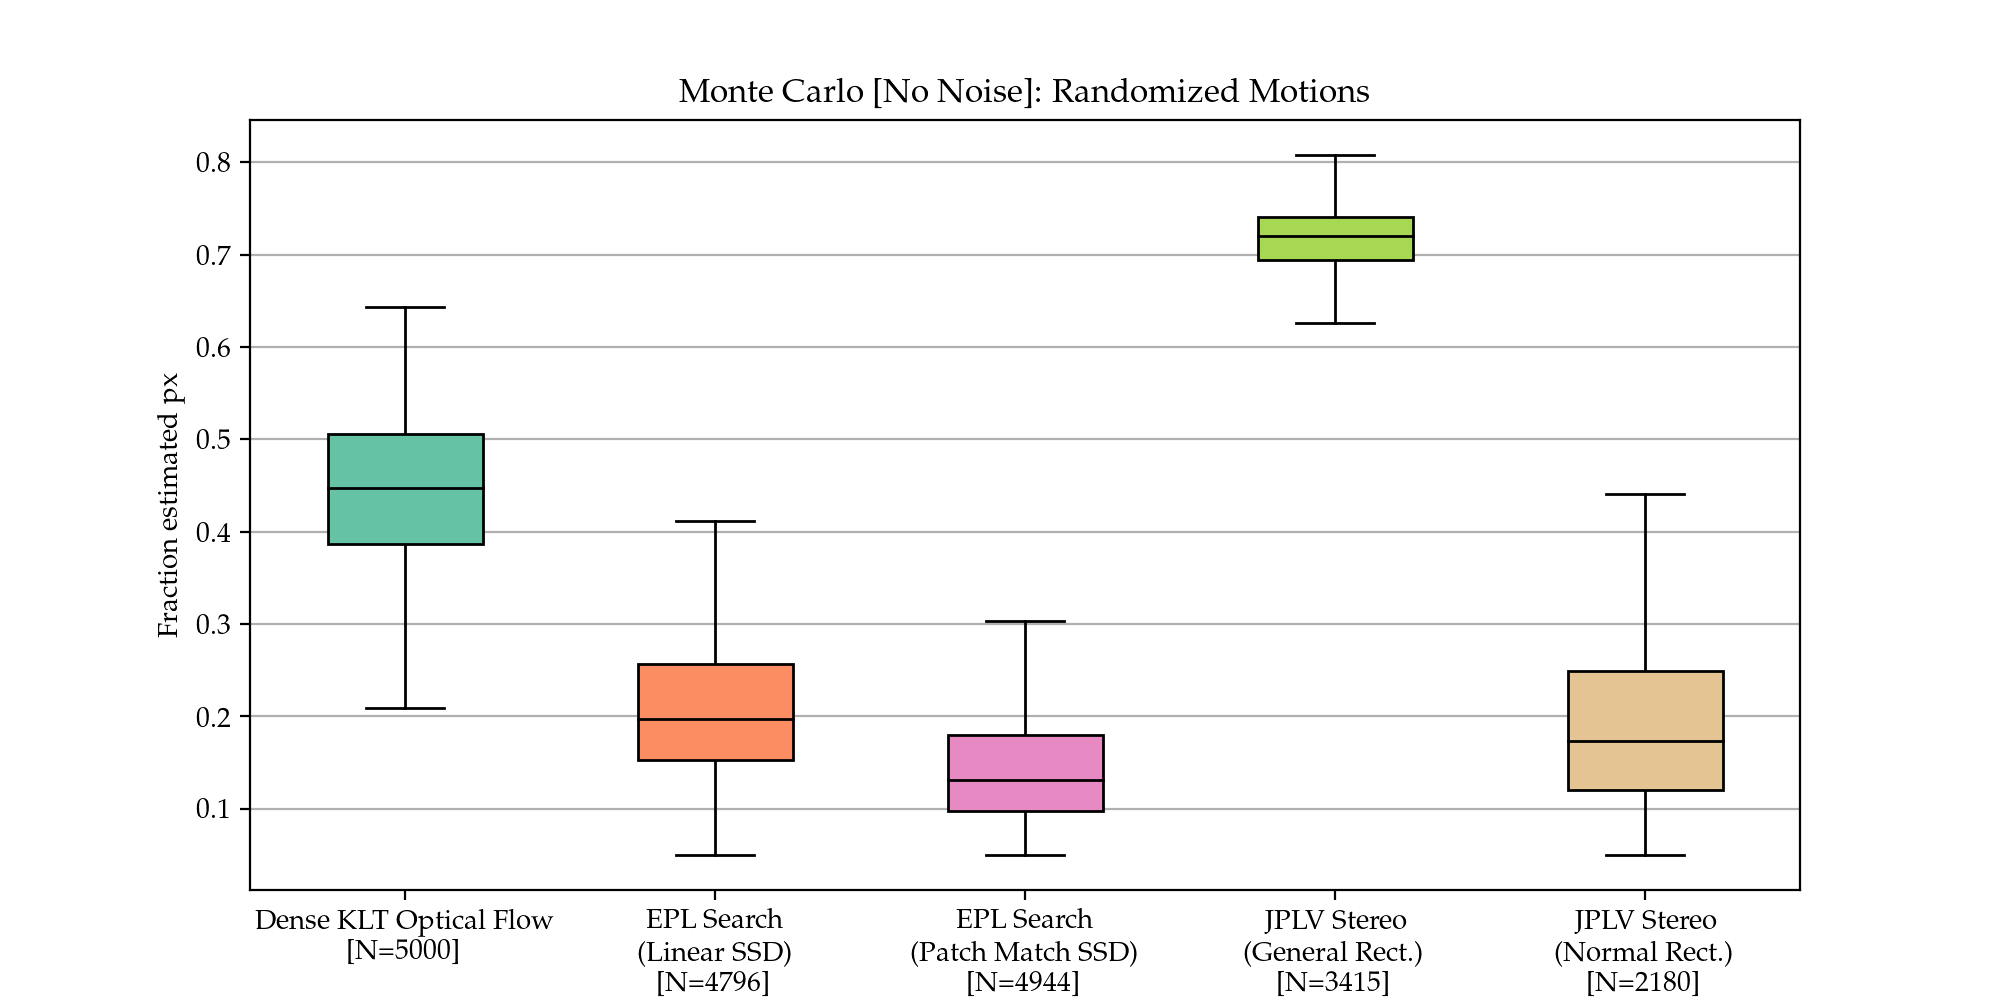 Monte Carlo [No Noise]: Randomized Motions
Fraction estimated px
0.8
0.7
0.6
0.5
0.4
0.3
0.2
0.1
Dense KLT Optical Flow
[N=5000]
EPL Search
(Linear SSD)
[N=4796]
EPL Search
(Patch Match SSD)
[N=4944]
JPLV Stereo
(General Rect.)
[N=3415]
JPLV Stereo
(Normal Rect.)
[N=2180]